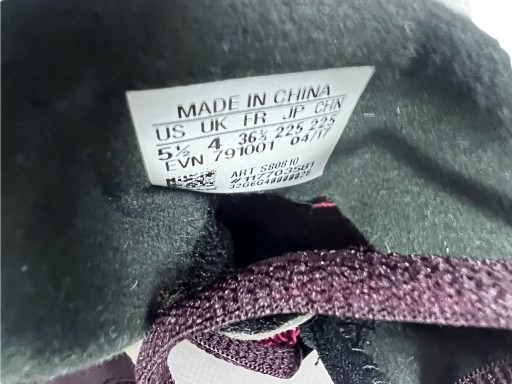 MADE IN CHINA
US UK FR JP CHN
5½ 4 36⅔ 225 225
EVN 791001 04/17
ART S80810
#117703581